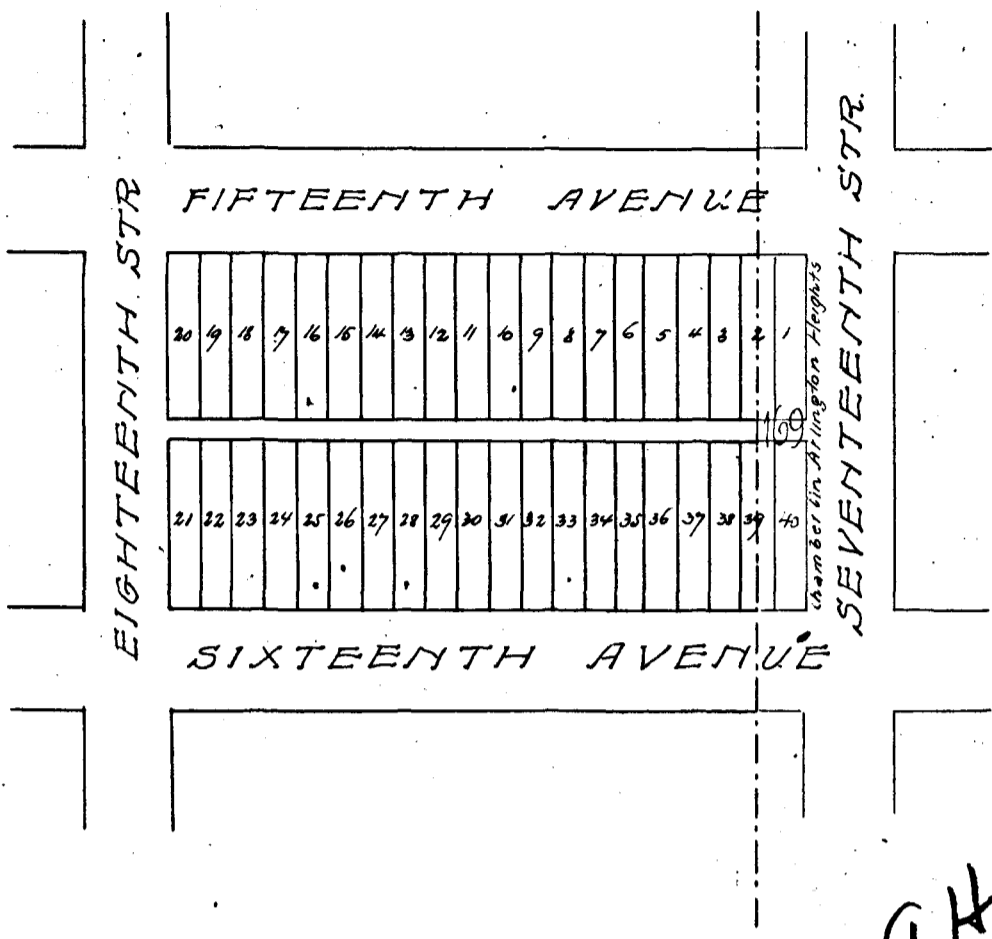 FIFTEENTH AVENUE
EIGHTEENTH STR
SEVENTEENTH STR.
20 19 18 17 16 15 14 13 12 11 10 9 8 7 6 5 4 3 2 1
Chamberlin Arlington Heights
169
21 22 23 24 25 26 27 28 29 30 31 32 33 34 35 36 37 38 39 40
SIXTEENTH AVENUE